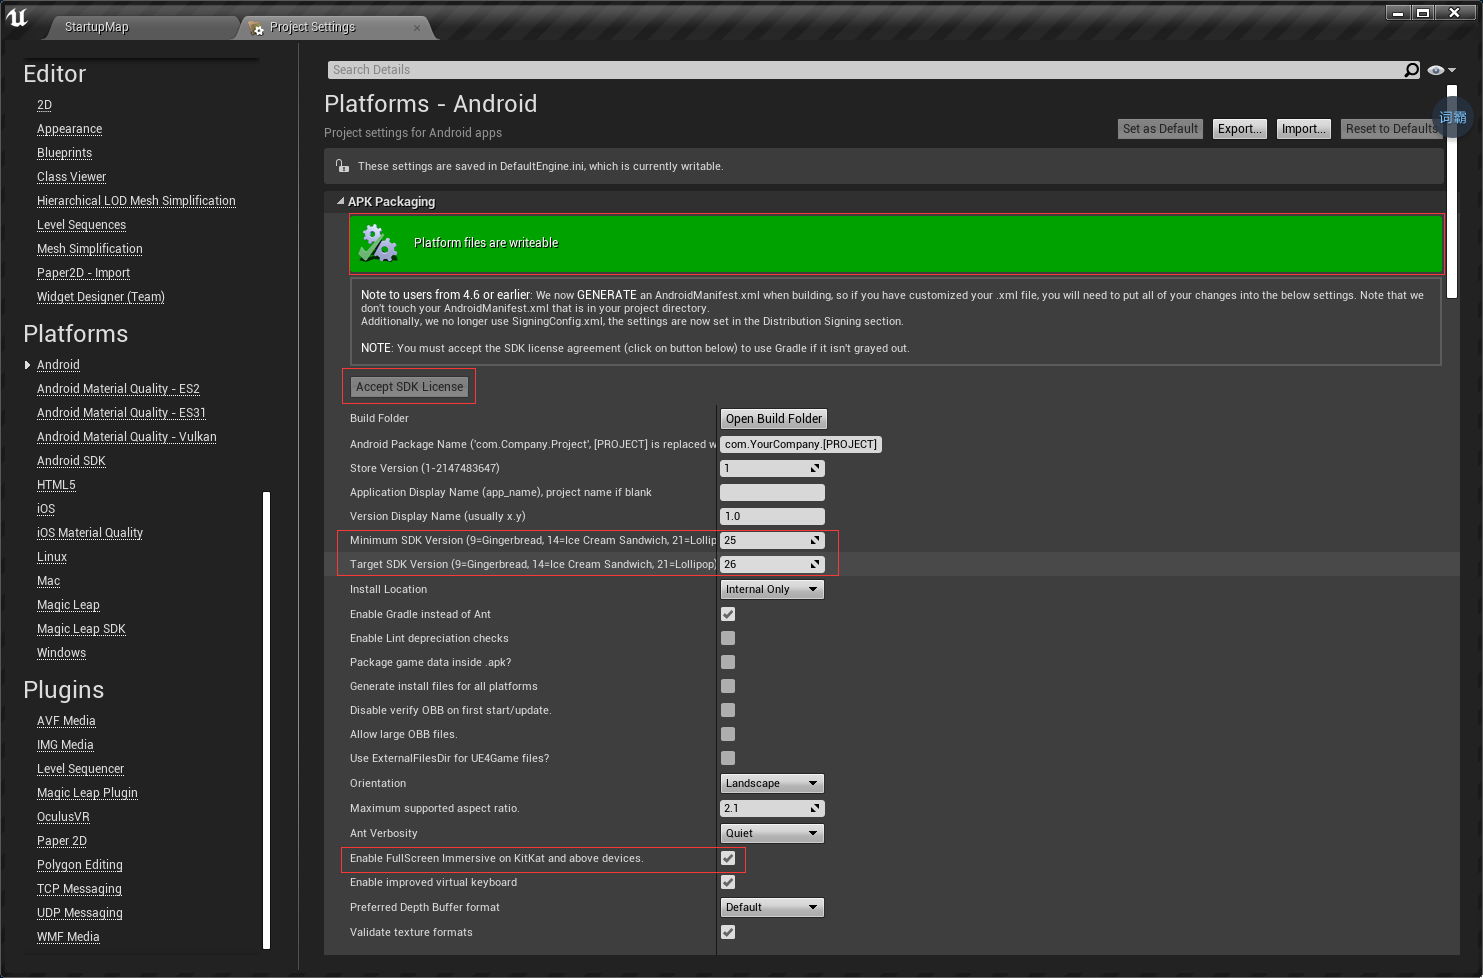 StartupMap
Project Settings
Editor
2D
Appearance
Blueprints
Class Viewer
Hierarchical LOD Mesh Simplification
Level Sequences
Mesh Simplification
Paper2D - Import
Widget Designer (Team)
Platforms
Android
Android Material Quality - ES2
Android Material Quality - ES31
Android Material Quality - Vulkan
Android SDK
HTML5
iOS
iOS Material Quality
Linux
Mac
Magic Leap
Magic Leap SDK
Windows
Plugins
AVF Media
IMG Media
Level Sequencer
Magic Leap Plugin
OculusVR
Paper 2D
Polygon Editing
TCP Messaging
UDP Messaging
WMF Media
Search Details
Platforms - Android
Project settings for Android apps
Set as Default
Export...
Import...
Reset to Defaults
词霸
These settings are saved in DefaultEngine.ini, which is currently writable.
APK Packaging
Platform files are writeable
Note to users from 4.6 or earlier: We now GENERATE an AndroidManifest.xml when building, so if you have customized your .xml file, you will need to put all of your changes into the below settings. Note that we
don't touch your AndroidManifest.xml that is in your project directory.
Additionally, we no longer use SigningConfig.xml, the settings are now set in the Distribution Signing section.
NOTE: You must accept the SDK license agreement (click on button below) to use Gradle if it isn't grayed out.
Accept SDK License
Build Folder Open Build Folder
Android Package Name ('com.Company.Project', [PROJECT] is replaced w com.YourCompany.[PROJECT]
Store Version (1-2147483647) 1
Application Display Name (app_name), project name if blank
Version Display Name (usually x.y) 1.0
Minimum SDK Version (9=Gingerbread, 14=Ice Cream Sandwich, 21=Lollip 25
Target SDK Version (9=Gingerbread, 14=Ice Cream Sandwich, 21=Lollipop) 26
Install Location Internal Only
Enable Gradle instead of Ant
Enable Lint depreciation checks
Package game data inside .apk?
Generate install files for all platforms
Disable verify OBB on first start/update.
Allow large OBB files.
Use ExternalFilesDir for UE4Game files?
Orientation Landscape
Maximum supported aspect ratio. 2.1
Ant Verbosity Quiet
Enable FullScreen Immersive on KitKat and above devices.
Enable improved virtual keyboard
Preferred Depth Buffer format Default
Validate texture formats